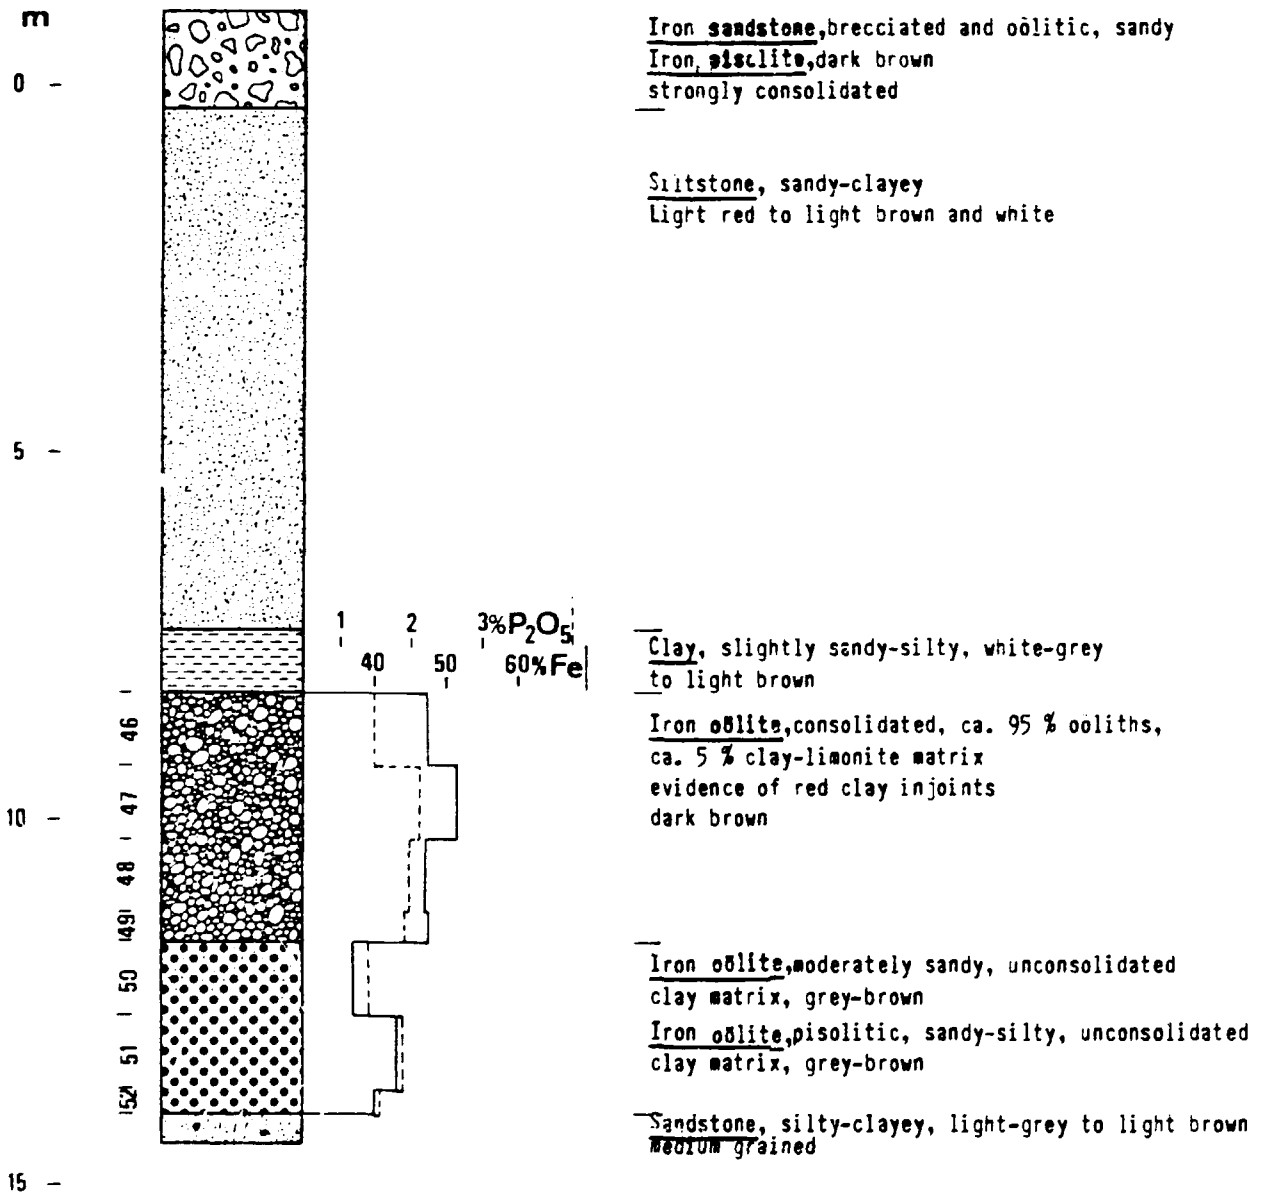 m
Iron sandstone, brecciated and oölitic, sandy
Iron pisolite, dark brown
strongly consolidated
0 –
Siltstone, sandy-clayey
Light red to light brown and white
5 –
1 2 3% P₂O₅
40 50 60% Fe
Clay, slightly sandy-silty, white-grey
to light brown
46
Iron oölite, consolidated, ca. 95 % ooliths,
ca. 5 % clay-limonite matrix
evidence of red clay injoints
dark brown
47
10 –
48
49
Iron oölite, moderately sandy, unconsolidated
clay matrix, grey-brown
50
Iron oölite, pisolitic, sandy-silty, unconsolidated
clay matrix, grey-brown
51
52
Sandstone, silty-clayey, light-grey to light brown
medium grained
15 –